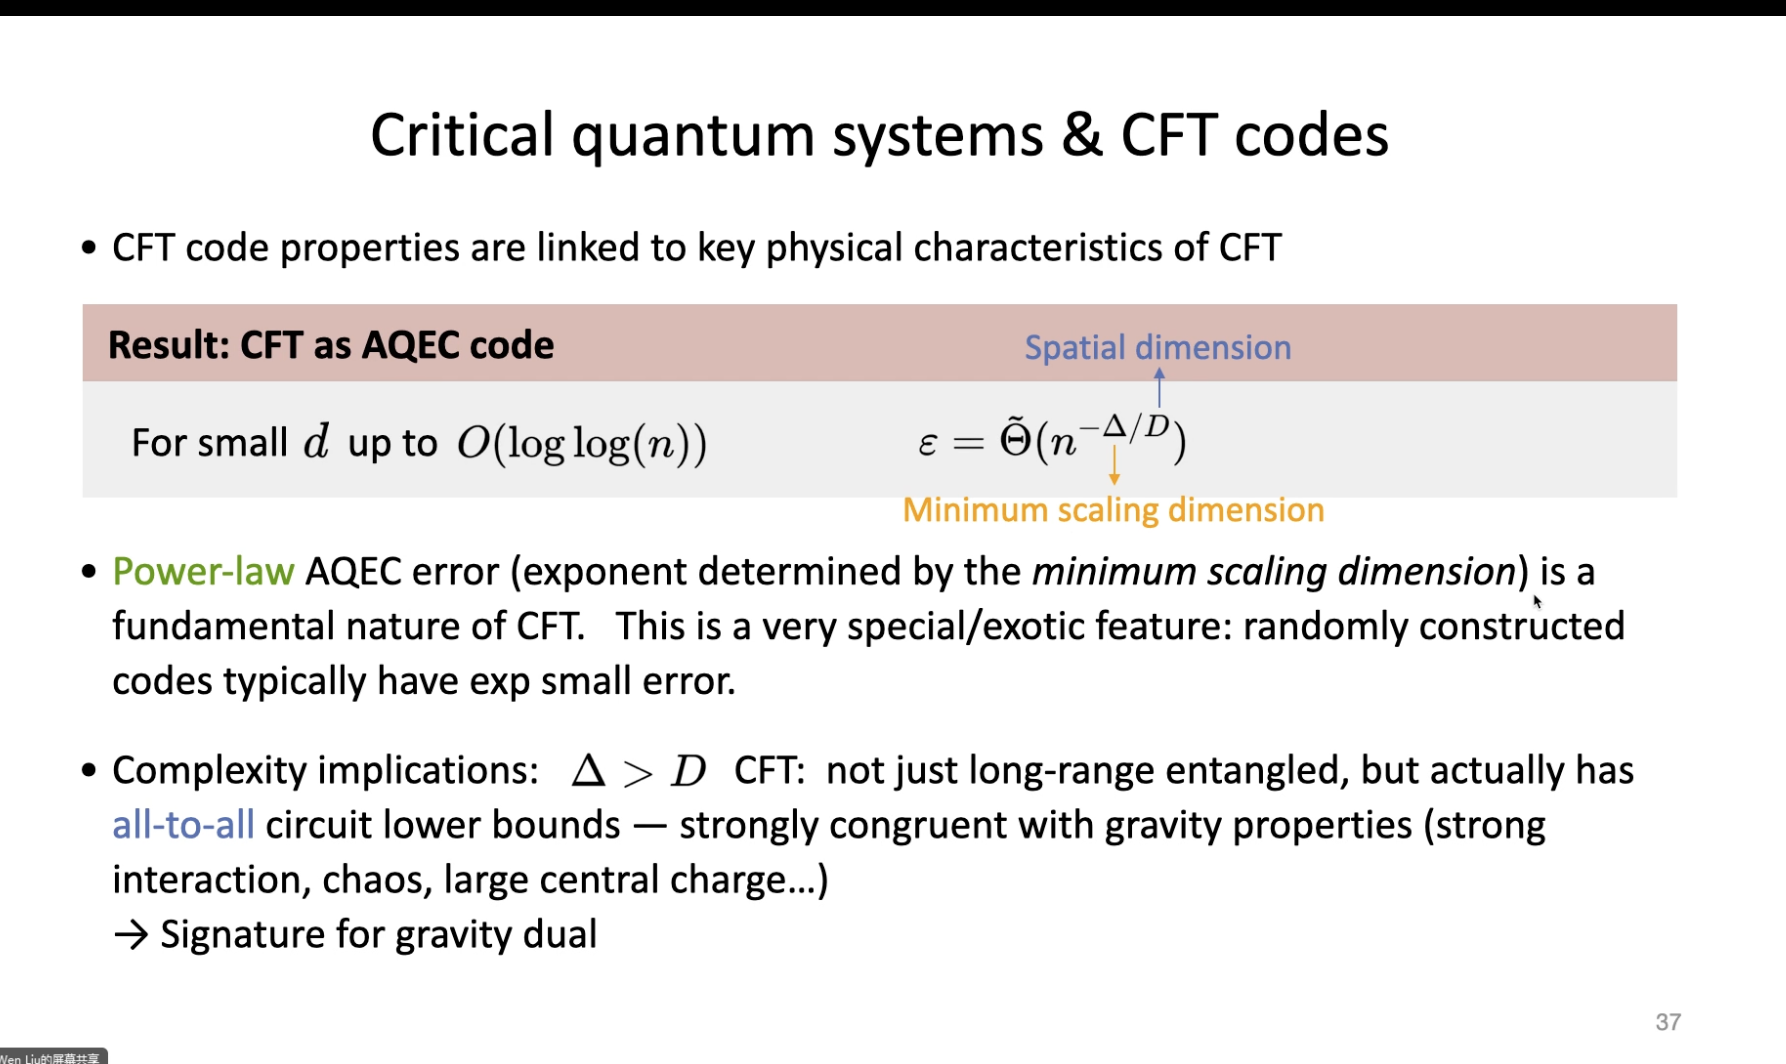 Critical quantum systems & CFT codes
• CFT code properties are linked to key physical characteristics of CFT
Result: CFT as AQEC code
Spatial dimension
For small d up to O(log log(n))
ε = Θ̃(n^{−Δ/D})
Minimum scaling dimension
• Power-law AQEC error (exponent determined by the minimum scaling dimension) is a
fundamental nature of CFT. This is a very special/exotic feature: randomly constructed
codes typically have exp small error.
• Complexity implications: Δ > D CFT: not just long-range entangled, but actually has
all-to-all circuit lower bounds — strongly congruent with gravity properties (strong
interaction, chaos, large central charge...)
→ Signature for gravity dual
37
Wen Liu的屏幕共享